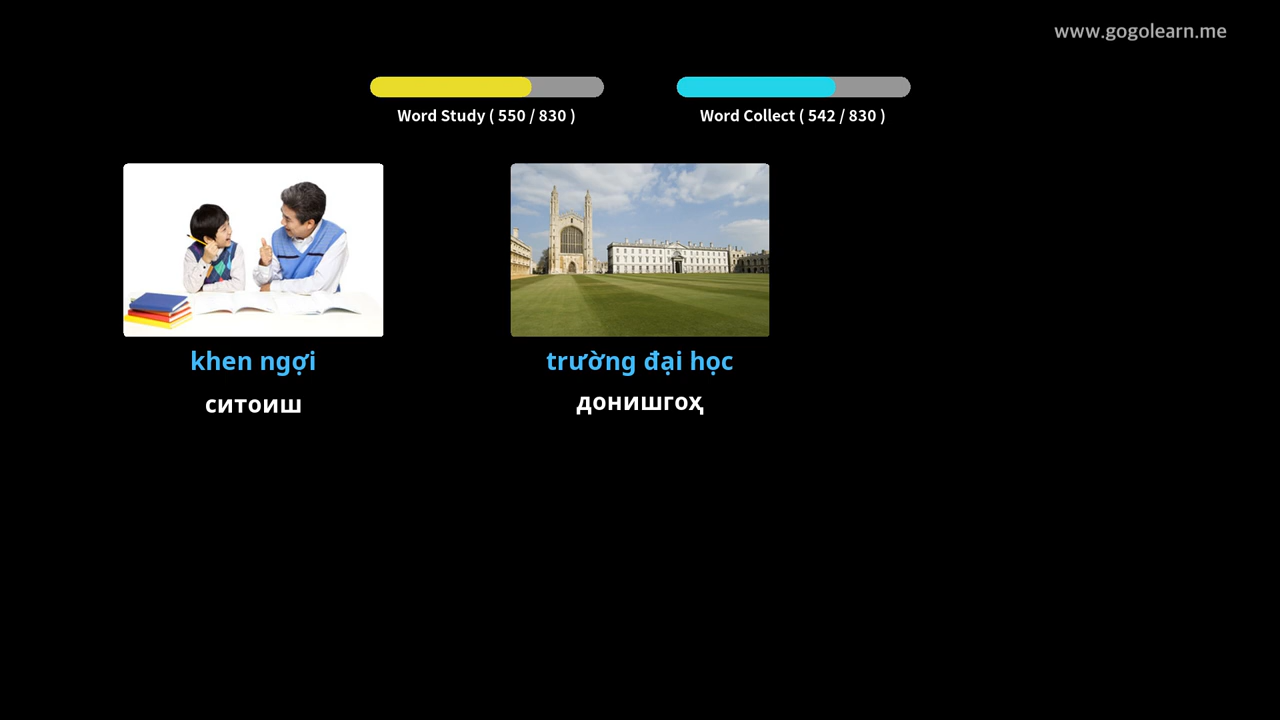 www.gogolearn.me
Word Study ( 550 / 830 )
Word Collect ( 542 / 830 )
khen ngợi
ситоиш
trường đại học
донишгоҳ